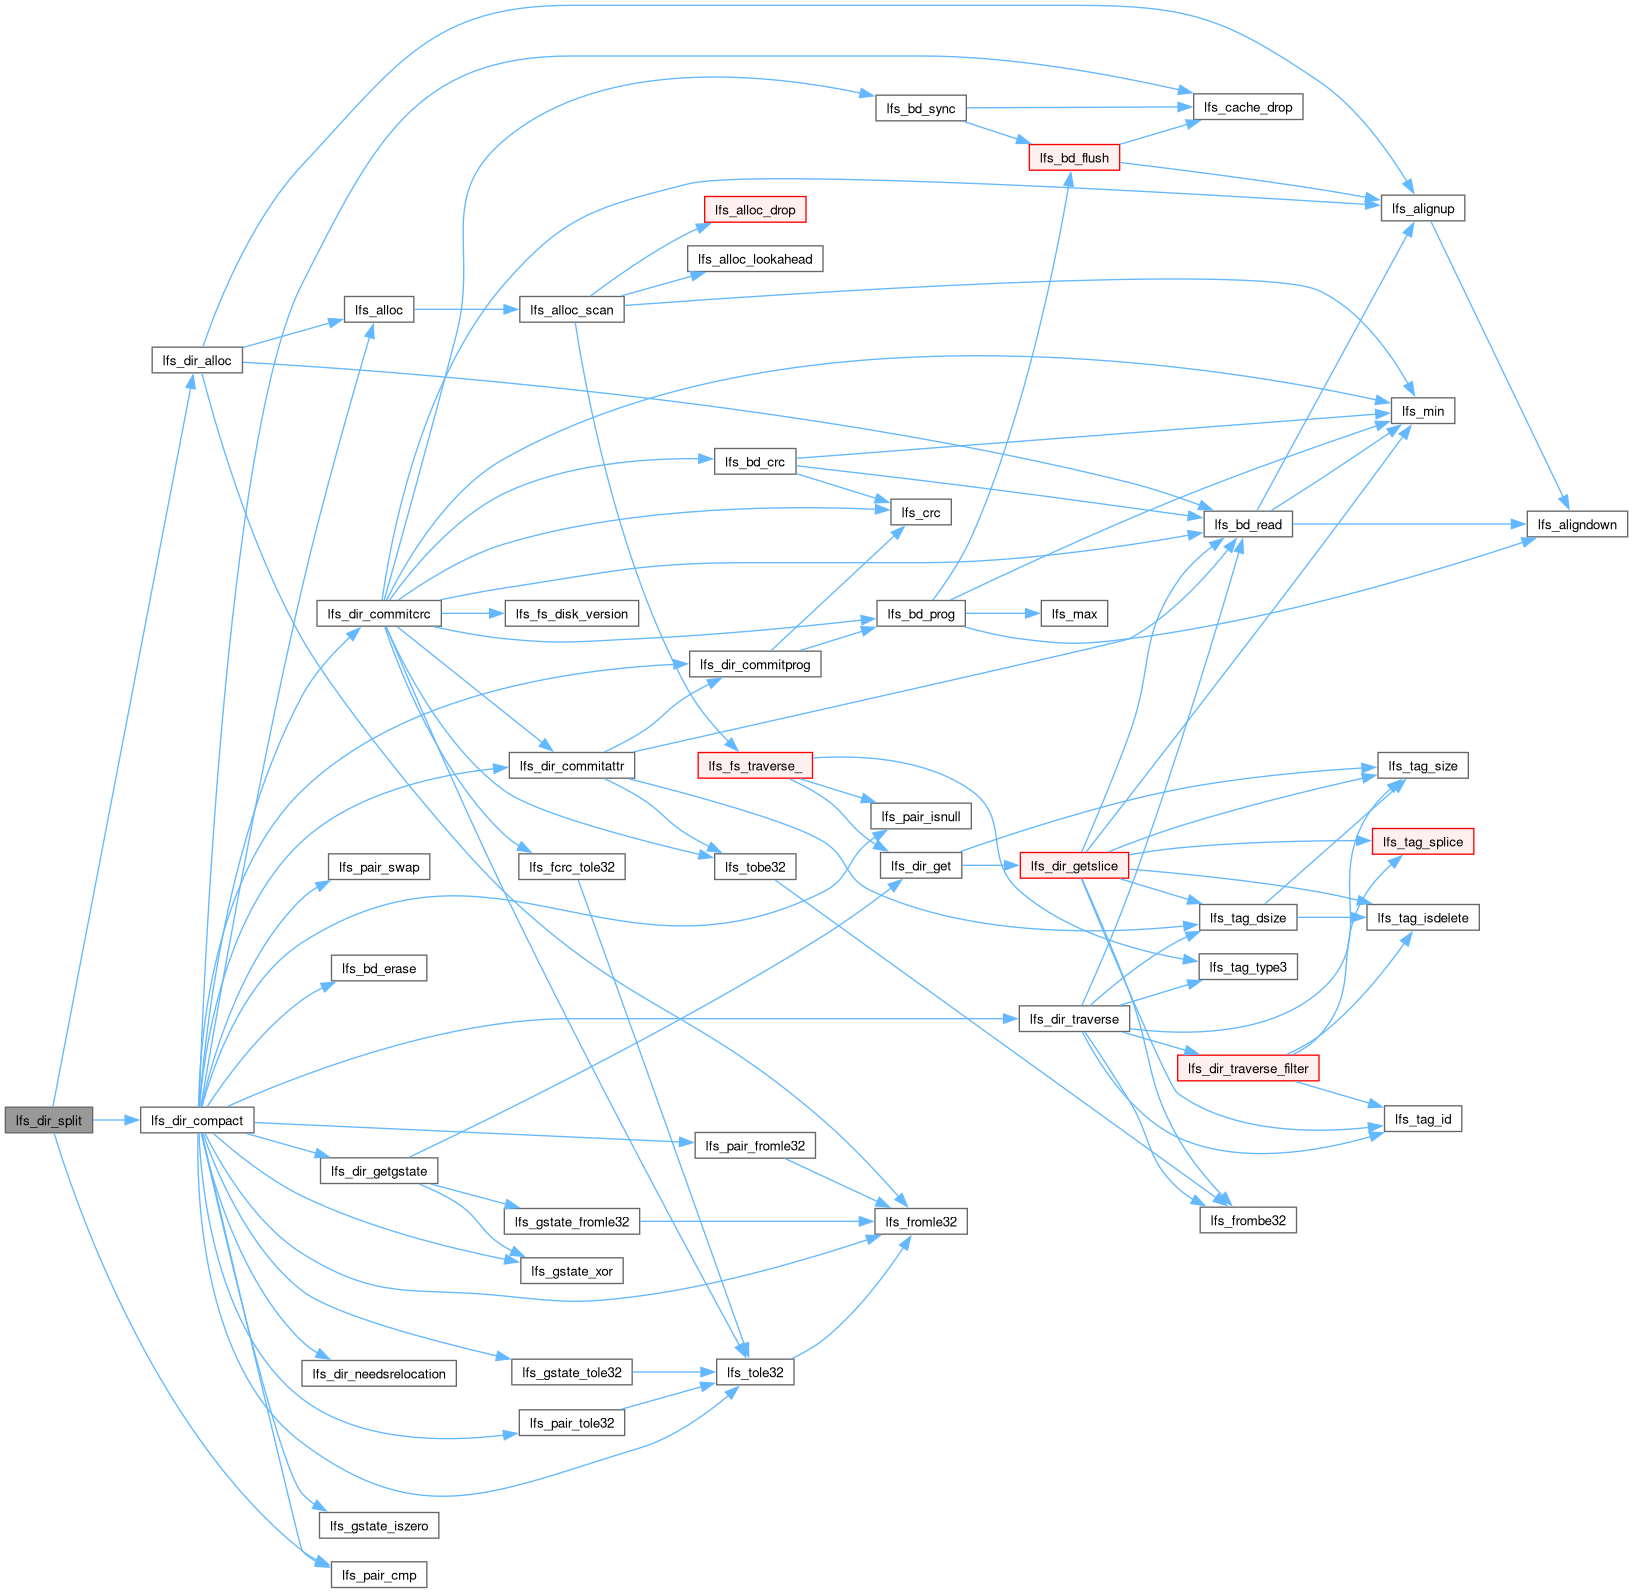 lfs_bd_sync
lfs_cache_drop
lfs_bd_flush
lfs_alloc_drop
lfs_alignup
lfs_alloc_lookahead
lfs_alloc
lfs_alloc_scan
lfs_dir_alloc
lfs_min
lfs_bd_crc
lfs_crc
lfs_bd_read
lfs_aligndown
lfs_dir_commitcrc
lfs_fs_disk_version
lfs_bd_prog
lfs_max
lfs_dir_commitprog
lfs_dir_commitattr
lfs_fs_traverse_
lfs_tag_size
lfs_pair_isnull
lfs_tag_splice
lfs_pair_swap
lfs_fcrc_tole32
lfs_tobe32
lfs_dir_get
lfs_dir_getslice
lfs_tag_dsize
lfs_tag_isdelete
lfs_bd_erase
lfs_tag_type3
lfs_dir_traverse
lfs_dir_traverse_filter
lfs_dir_split
lfs_dir_compact
lfs_tag_id
lfs_pair_fromle32
lfs_dir_getgstate
lfs_gstate_fromle32
lfs_fromle32
lfs_frombe32
lfs_gstate_xor
lfs_dir_needsrelocation
lfs_gstate_tole32
lfs_tole32
lfs_pair_tole32
lfs_gstate_iszero
lfs_pair_cmp